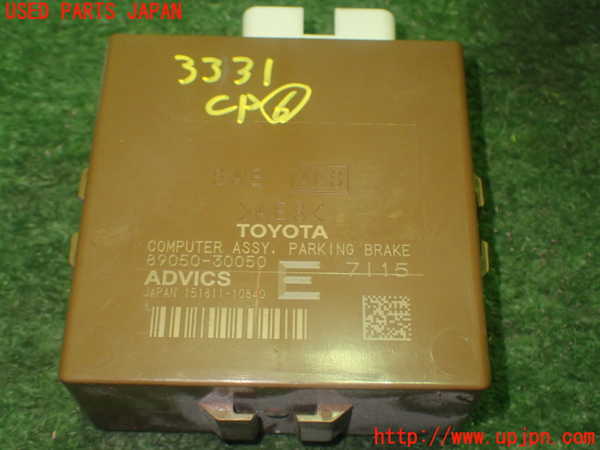 USED PARTS JAPAN
3331
CP6
TOYOTA
COMPUTER ASSY, PARKING BRAKE
89050-30050
E 7115
ADVICS
JAPAN 151611-10840
http://www.upjpn.com